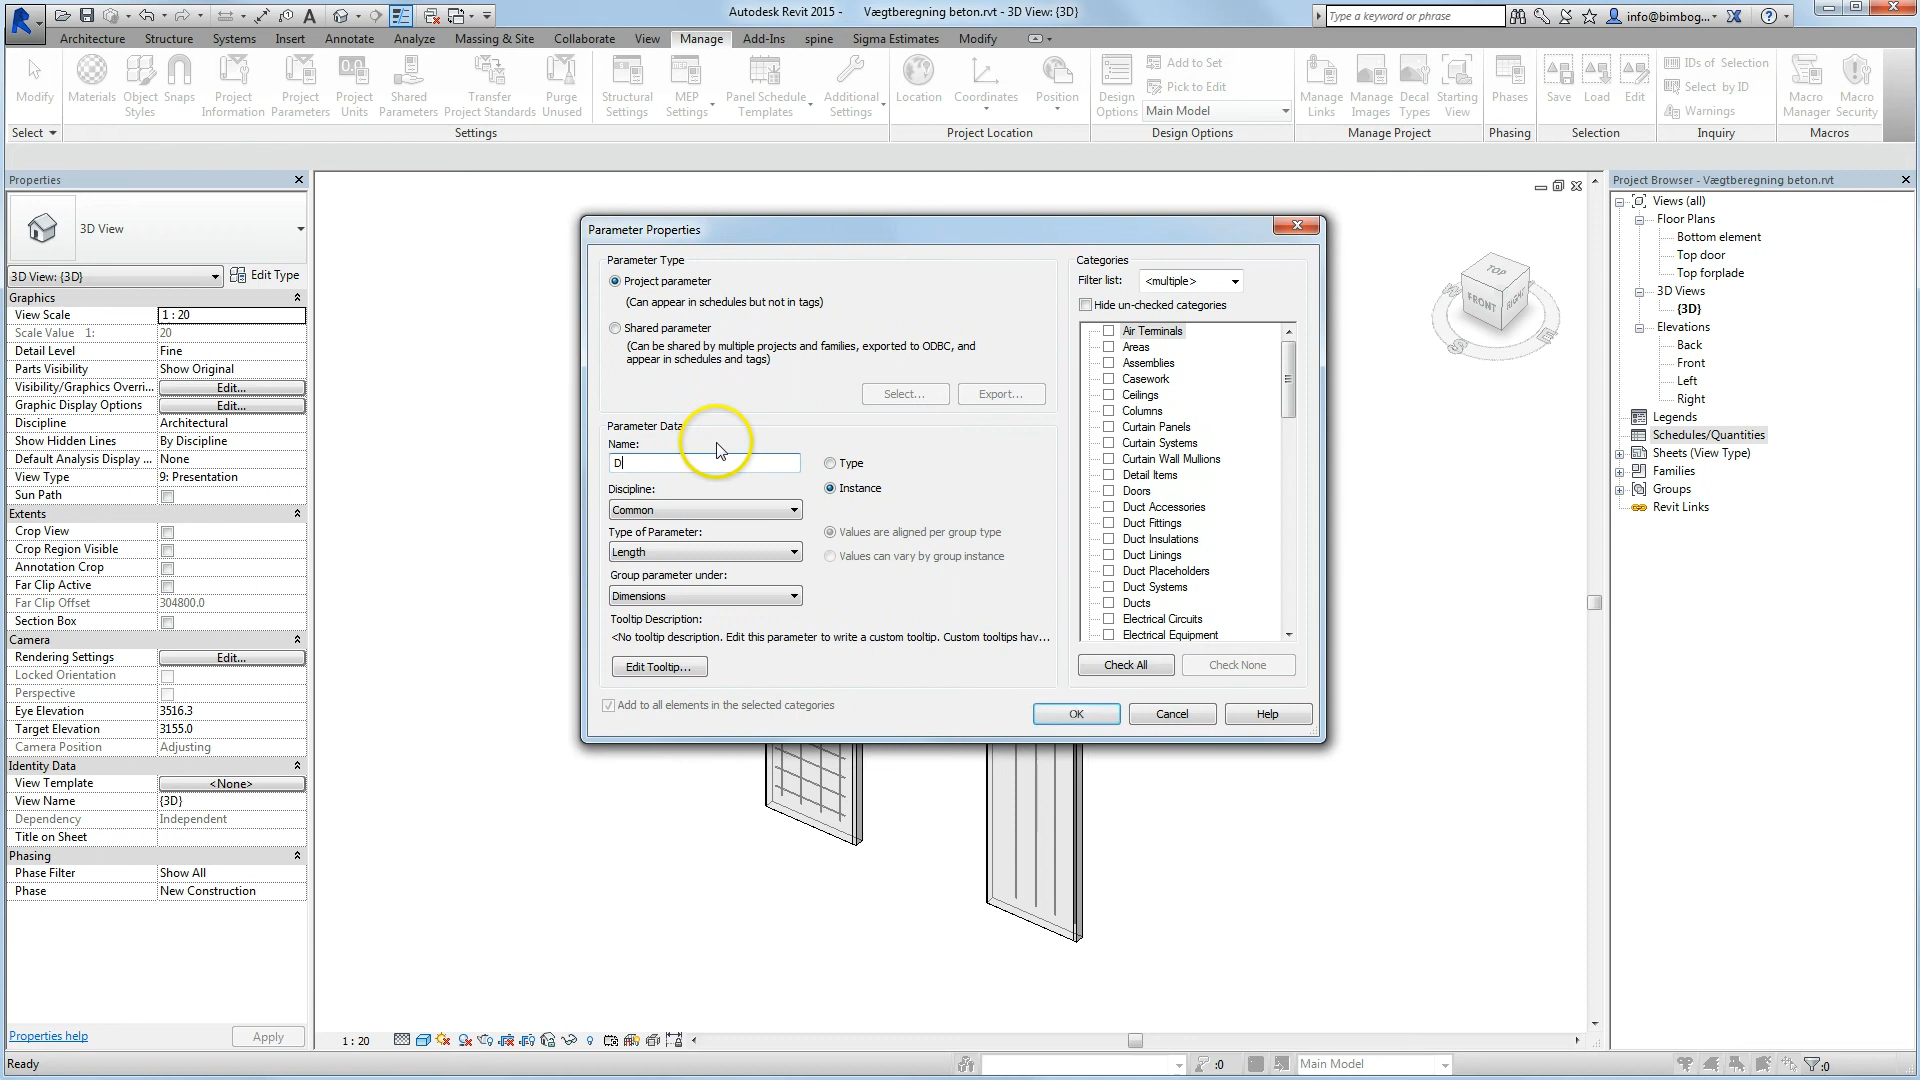 Autodesk Revit 2015 - Vægtberegning beton.rvt - 3D View: {3D}
Type a keyword or phrase
info@bimbog...
Architecture Structure Systems Insert Annotate Analyze Massing & Site Collaborate View Manage Add-Ins spine Sigma Estimates Modify
Modify
Materials
Object Styles
Snaps
Project Information
Project Parameters
Project Units
Shared Parameters
Transfer Project Standards
Purge Unused
Structural Settings
MEP Settings
Panel Schedule Templates
Additional Settings
Location
Coordinates
Position
Design Options
Add to Set
Pick to Edit
Main Model
Manage Links
Manage Images
Decal Types
Starting View
Phases
Save
Load
Edit
IDs of Selection
Select by ID
Warnings
Macro Manager
Macro Security
Select
Settings
Project Location
Design Options
Manage Project
Phasing
Selection
Inquiry
Macros
Properties
3D View
3D View: {3D}
Edit Type
Graphics
View Scale 1 : 20
Scale Value 1: 20
Detail Level Fine
Parts Visibility Show Original
Visibility/Graphics Overri... Edit...
Graphic Display Options Edit...
Discipline Architectural
Show Hidden Lines By Discipline
Default Analysis Display ... None
View Type 9: Presentation
Sun Path
Extents
Crop View
Crop Region Visible
Annotation Crop
Far Clip Active
Far Clip Offset 304800.0
Section Box
Camera
Rendering Settings Edit...
Locked Orientation
Perspective
Eye Elevation 3516.3
Target Elevation 3155.0
Camera Position Adjusting
Identity Data
View Template <None>
View Name {3D}
Dependency Independent
Title on Sheet
Phasing
Phase Filter Show All
Phase New Construction
Properties help
Apply
Ready
Parameter Properties
Parameter Type
Project parameter
(Can appear in schedules but not in tags)
Shared parameter
(Can be shared by multiple projects and families, exported to ODBC, and
appear in schedules and tags)
Select...
Export...
Parameter Data
Name:
D
Type
Discipline:
Instance
Common
Type of Parameter:
Values are aligned per group type
Length
Values can vary by group instance
Group parameter under:
Dimensions
Tooltip Description:
<No tooltip description. Edit this parameter to write a custom tooltip. Custom tooltips hav...
Edit Tooltip...
Add to all elements in the selected categories
Categories
Filter list: <multiple>
Hide un-checked categories
Air Terminals
Areas
Assemblies
Casework
Ceilings
Columns
Curtain Panels
Curtain Systems
Curtain Wall Mullions
Detail Items
Doors
Duct Accessories
Duct Fittings
Duct Insulations
Duct Linings
Duct Placeholders
Duct Systems
Ducts
Electrical Circuits
Electrical Equipment
Check All
Check None
OK
Cancel
Help
TOP
FRONT
RIGHT
W
S
E
Project Browser - Vægtberegning beton.rvt
Views (all)
Floor Plans
Bottom element
Top door
Top forplade
3D Views
{3D}
Elevations
Back
Front
Left
Right
Legends
Schedules/Quantities
Sheets (View Type)
Families
Groups
Revit Links
1 : 20
:0
Main Model
:0